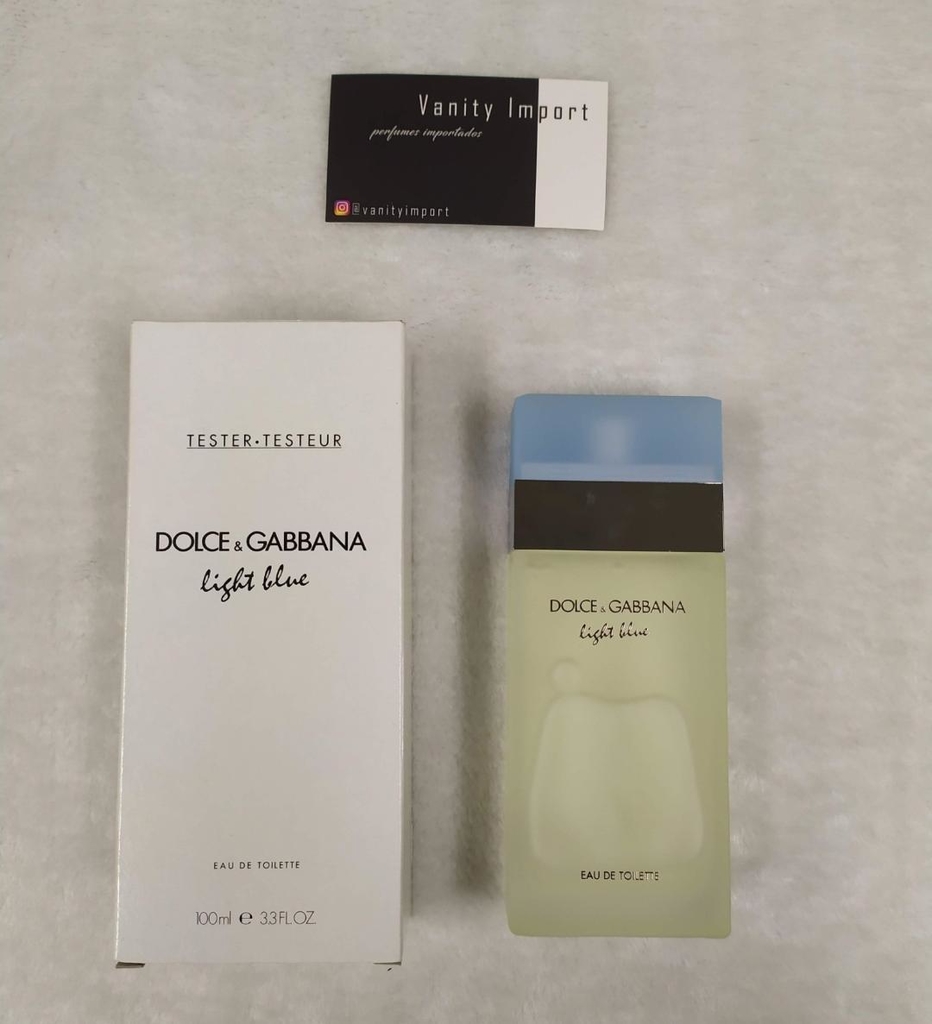 Vanity Import
perfumes importados
@vanityimport
TESTER•TESTEUR
DOLCE & GABBANA
light blue
EAU DE TOILETTE
100ml e 3.3 FL.OZ.
DOLCE & GABBANA
light blue
EAU DE TOILETTE